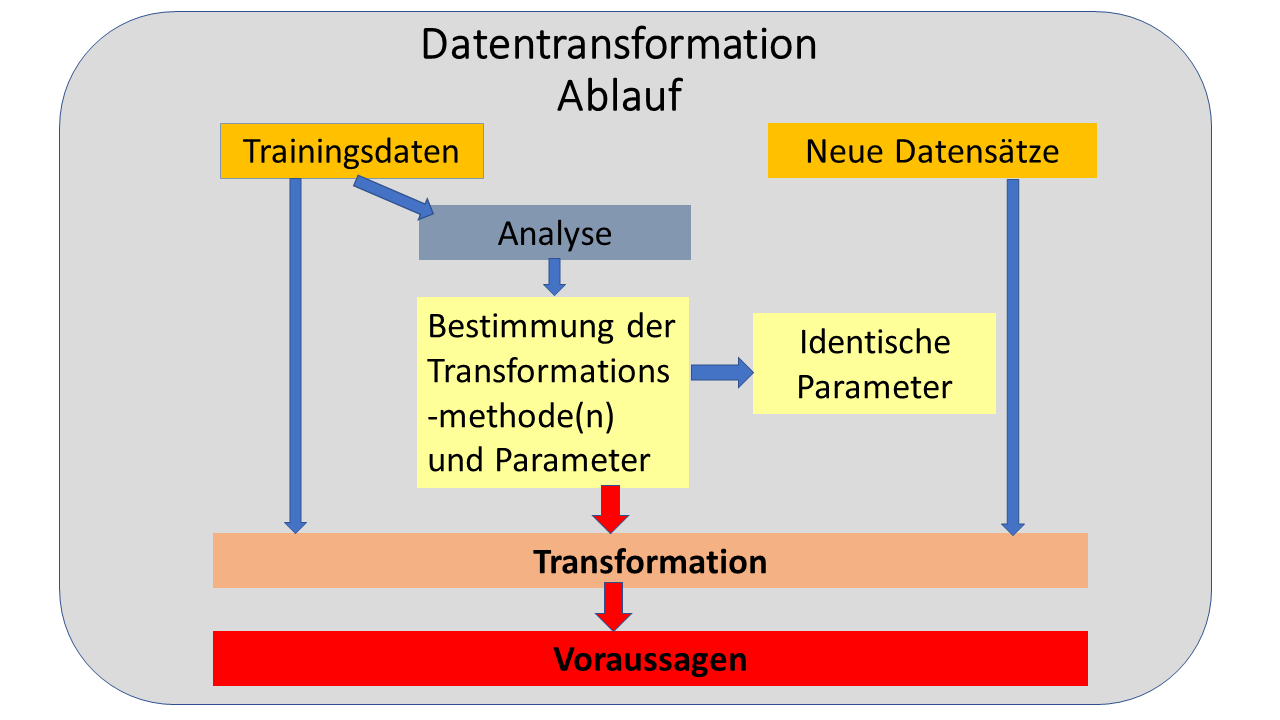 Datentransformation
Ablauf
Trainingsdaten
Neue Datensätze
Analyse
Bestimmung der
Transformations
-methode(n)
und Parameter
Identische
Parameter
Transformation
Voraussagen